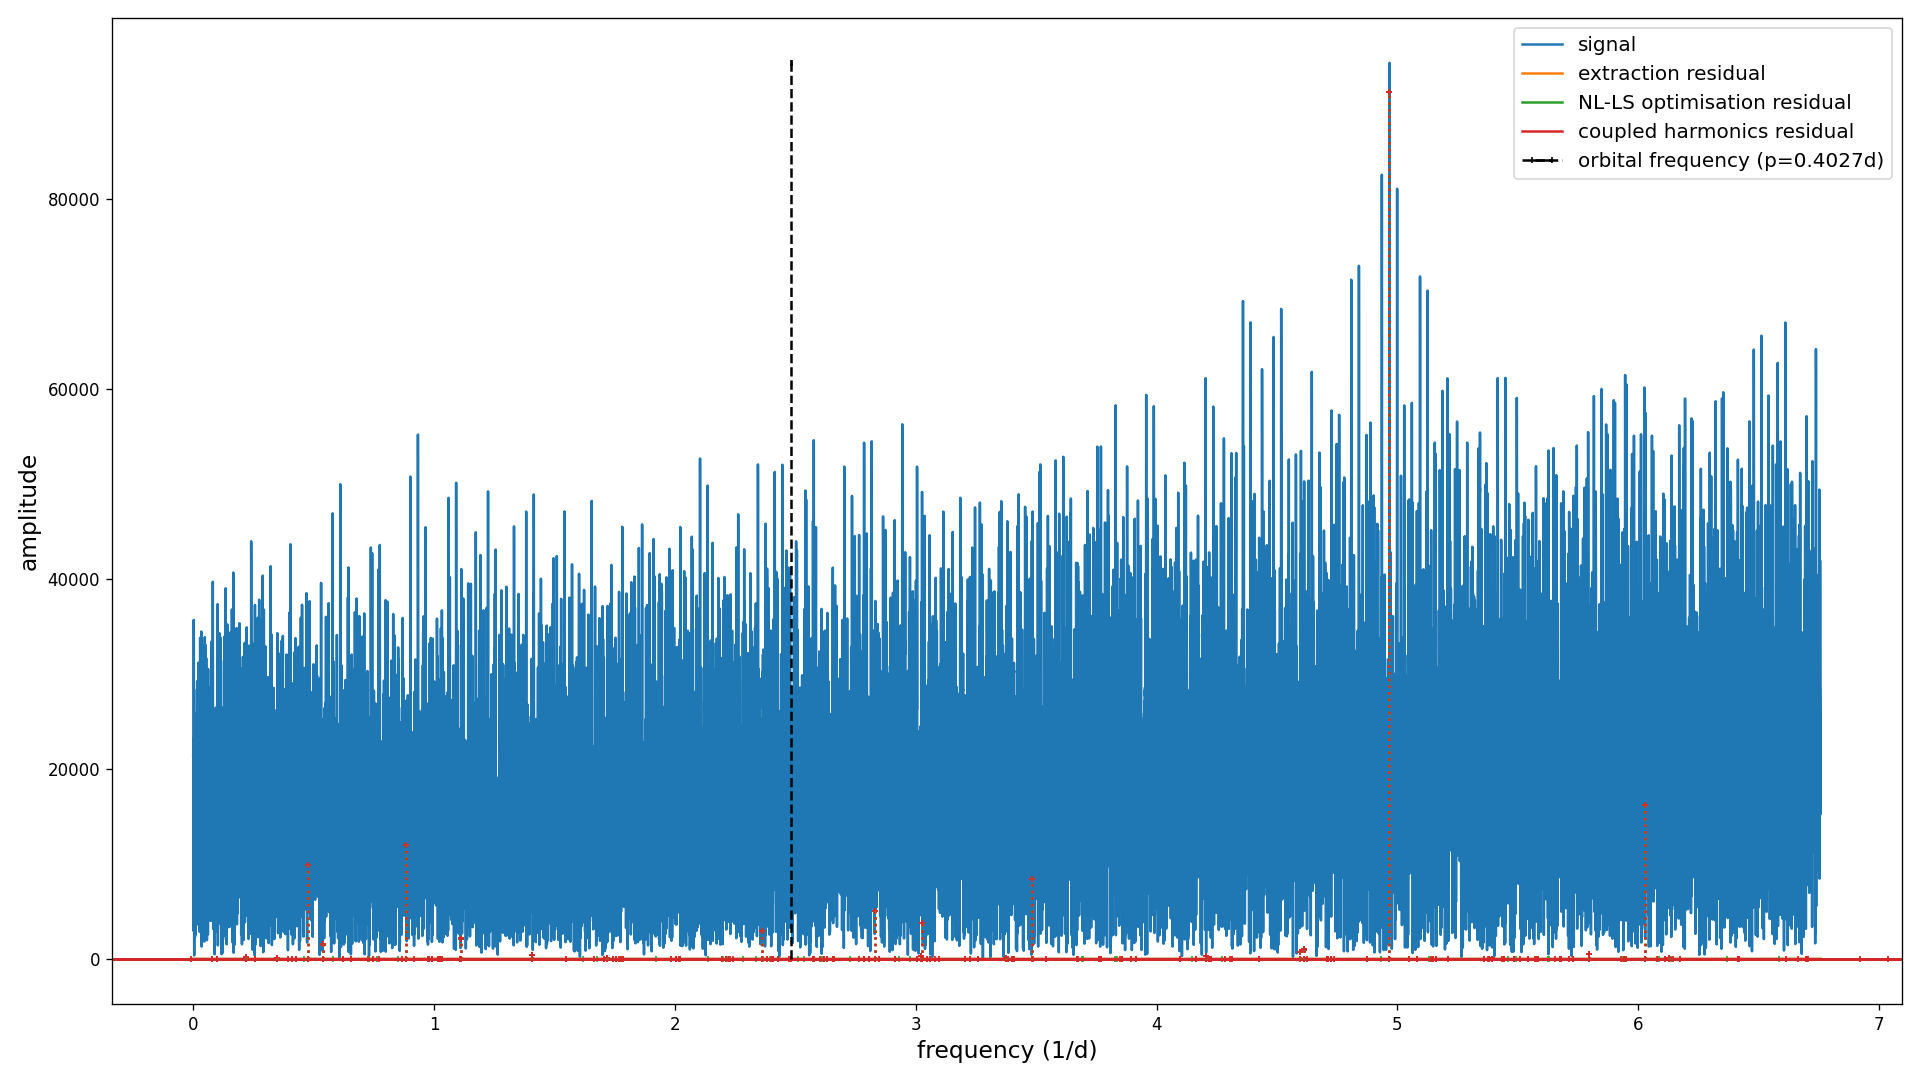 signal
extraction residual
NL-LS optimisation residual
coupled harmonics residual
orbital frequency (p=0.4027d)
amplitude
80000
60000
40000
20000
0
0 1 2 3 4 5 6 7
frequency (1/d)